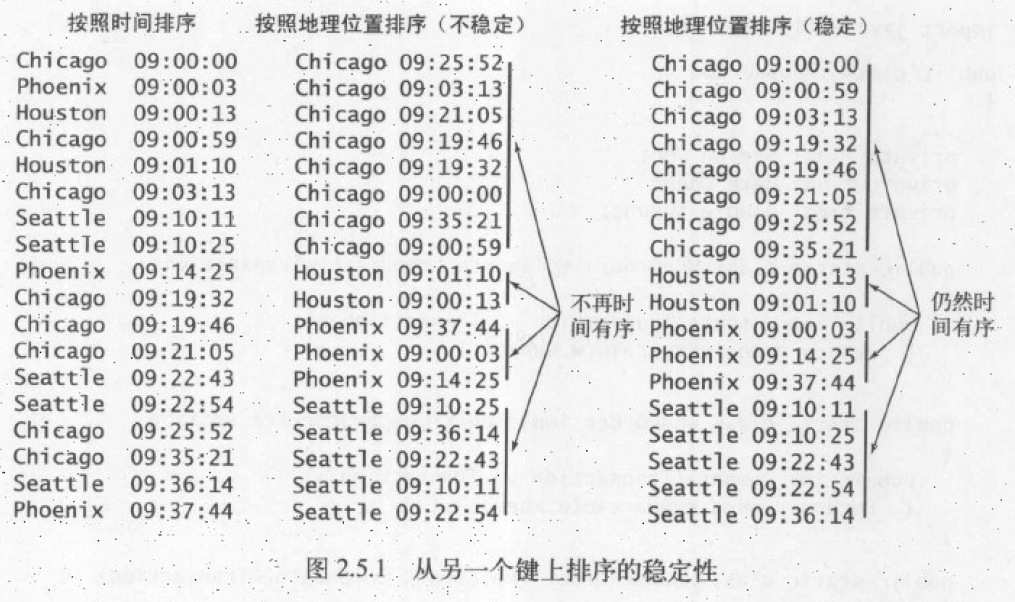 按照时间排序 按照地理位置排序（不稳定） 按照地理位置排序（稳定）
Chicago 09:00:00 Chicago 09:25:52 Chicago 09:00:00
Phoenix 09:00:03 Chicago 09:03:13 Chicago 09:00:59
Houston 09:00:13 Chicago 09:21:05 Chicago 09:03:13
Chicago 09:00:59 Chicago 09:19:46 Chicago 09:19:32
Houston 09:01:10 Chicago 09:19:32 Chicago 09:19:46
Chicago 09:03:13 Chicago 09:00:00 Chicago 09:21:05
Seattle 09:10:11 Chicago 09:35:21 Chicago 09:25:52
Seattle 09:10:25 Chicago 09:00:59 Chicago 09:35:21
Phoenix 09:14:25 Houston 09:01:10 Houston 09:00:13
Chicago 09:19:32 Houston 09:00:13 Houston 09:01:10
Chicago 09:19:46 Phoenix 09:37:44 Phoenix 09:00:03
Chicago 09:21:05 Phoenix 09:00:03 Phoenix 09:14:25
Seattle 09:22:43 Phoenix 09:14:25 Phoenix 09:37:44
Seattle 09:22:54 Seattle 09:10:25 Seattle 09:10:11
Chicago 09:25:52 Seattle 09:36:14 Seattle 09:10:25
Chicago 09:35:21 Seattle 09:22:43 Seattle 09:22:43
Seattle 09:36:14 Seattle 09:10:11 Seattle 09:22:54
Phoenix 09:37:44 Seattle 09:22:54 Seattle 09:36:14
不再时
间有序
仍然时
间有序
图 2.5.1 从另一个键上排序的稳定性